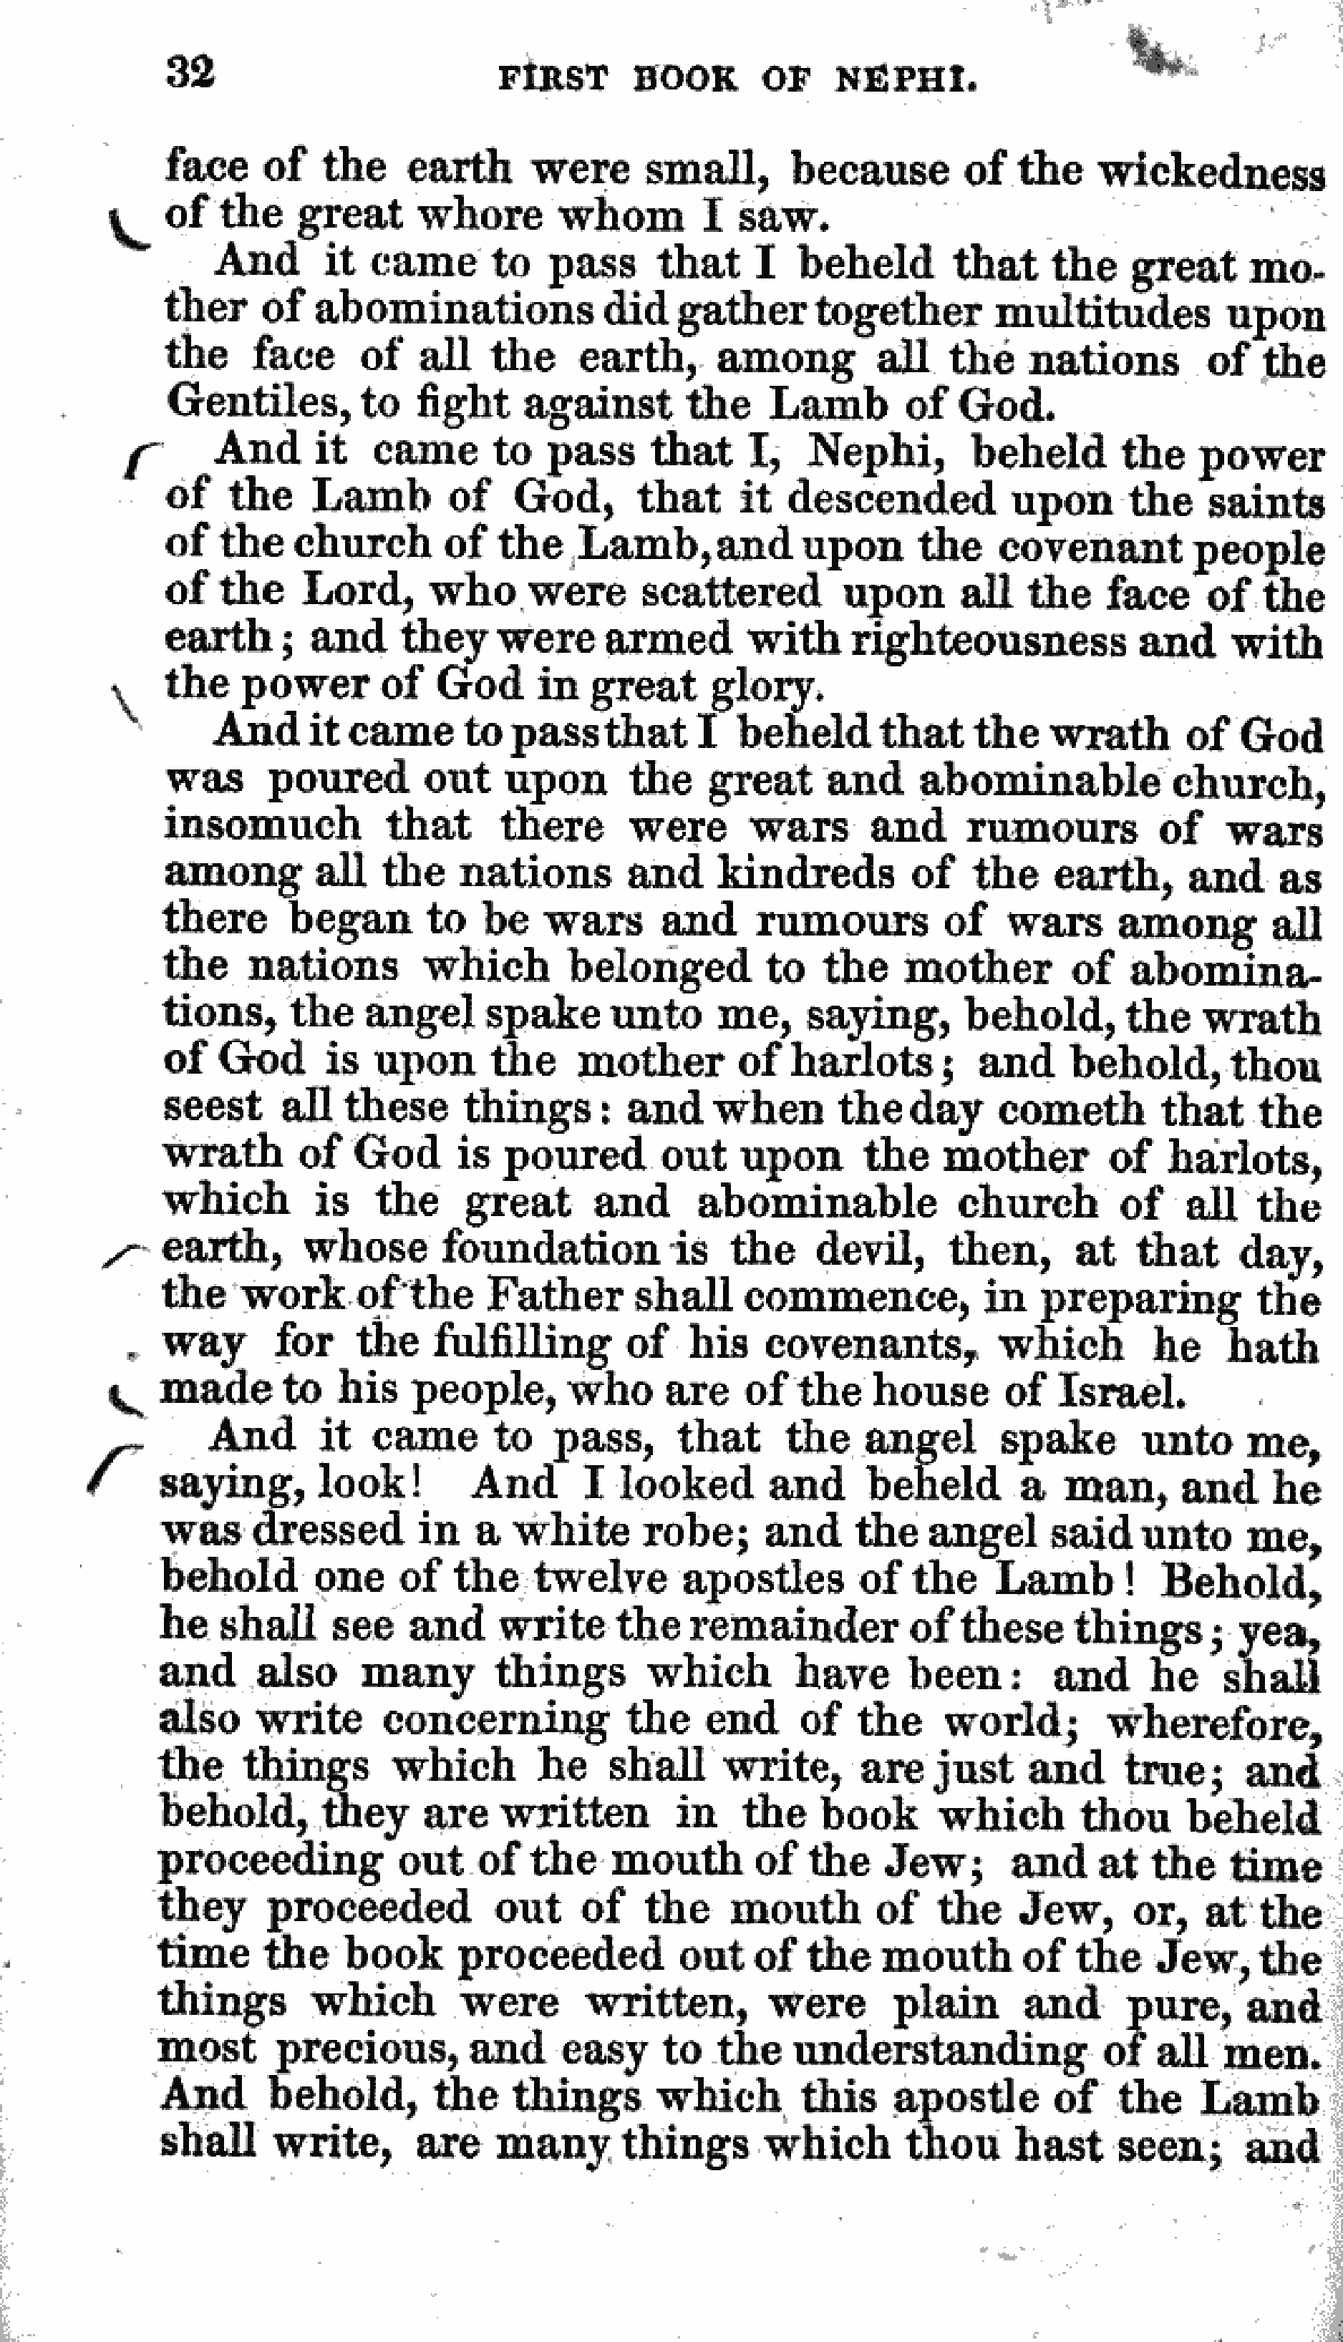 32 FIRST BOOK OF NEPHI.
face of the earth were small, because of the wickedness
of the great whore whom I saw.
And it came to pass that I beheld that the great mo-
ther of abominations did gather together multitudes upon
the face of all the earth, among all the nations of the
Gentiles, to fight against the Lamb of God.
And it came to pass that I, Nephi, beheld the power
of the Lamb of God, that it descended upon the saints
of the church of the Lamb, and upon the covenant people
of the Lord, who were scattered upon all the face of the
earth; and they were armed with righteousness and with
the power of God in great glory.
And it came to pass that I beheld that the wrath of God
was poured out upon the great and abominable church,
insomuch that there were wars and rumours of wars
among all the nations and kindreds of the earth, and as
there began to be wars and rumours of wars among all
the nations which belonged to the mother of abomina-
tions, the angel spake unto me, saying, behold, the wrath
of God is upon the mother of harlots; and behold, thou
seest all these things: and when the day cometh that the
wrath of God is poured out upon the mother of harlots,
which is the great and abominable church of all the
earth, whose foundation is the devil, then, at that day,
the work of the Father shall commence, in preparing the
way for the fulfilling of his covenants, which he hath
made to his people, who are of the house of Israel.
And it came to pass, that the angel spake unto me,
saying, look! And I looked and beheld a man, and he
was dressed in a white robe; and the angel said unto me,
behold one of the twelve apostles of the Lamb! Behold,
he shall see and write the remainder of these things; yea,
and also many things which have been: and he shall
also write concerning the end of the world; wherefore,
the things which he shall write, are just and true; and
behold, they are written in the book which thou beheld
proceeding out of the mouth of the Jew; and at the time
they proceeded out of the mouth of the Jew, or, at the
time the book proceeded out of the mouth of the Jew, the
things which were written, were plain and pure, and
most precious, and easy to the understanding of all men.
And behold, the things which this apostle of the Lamb
shall write, are many things which thou hast seen; and